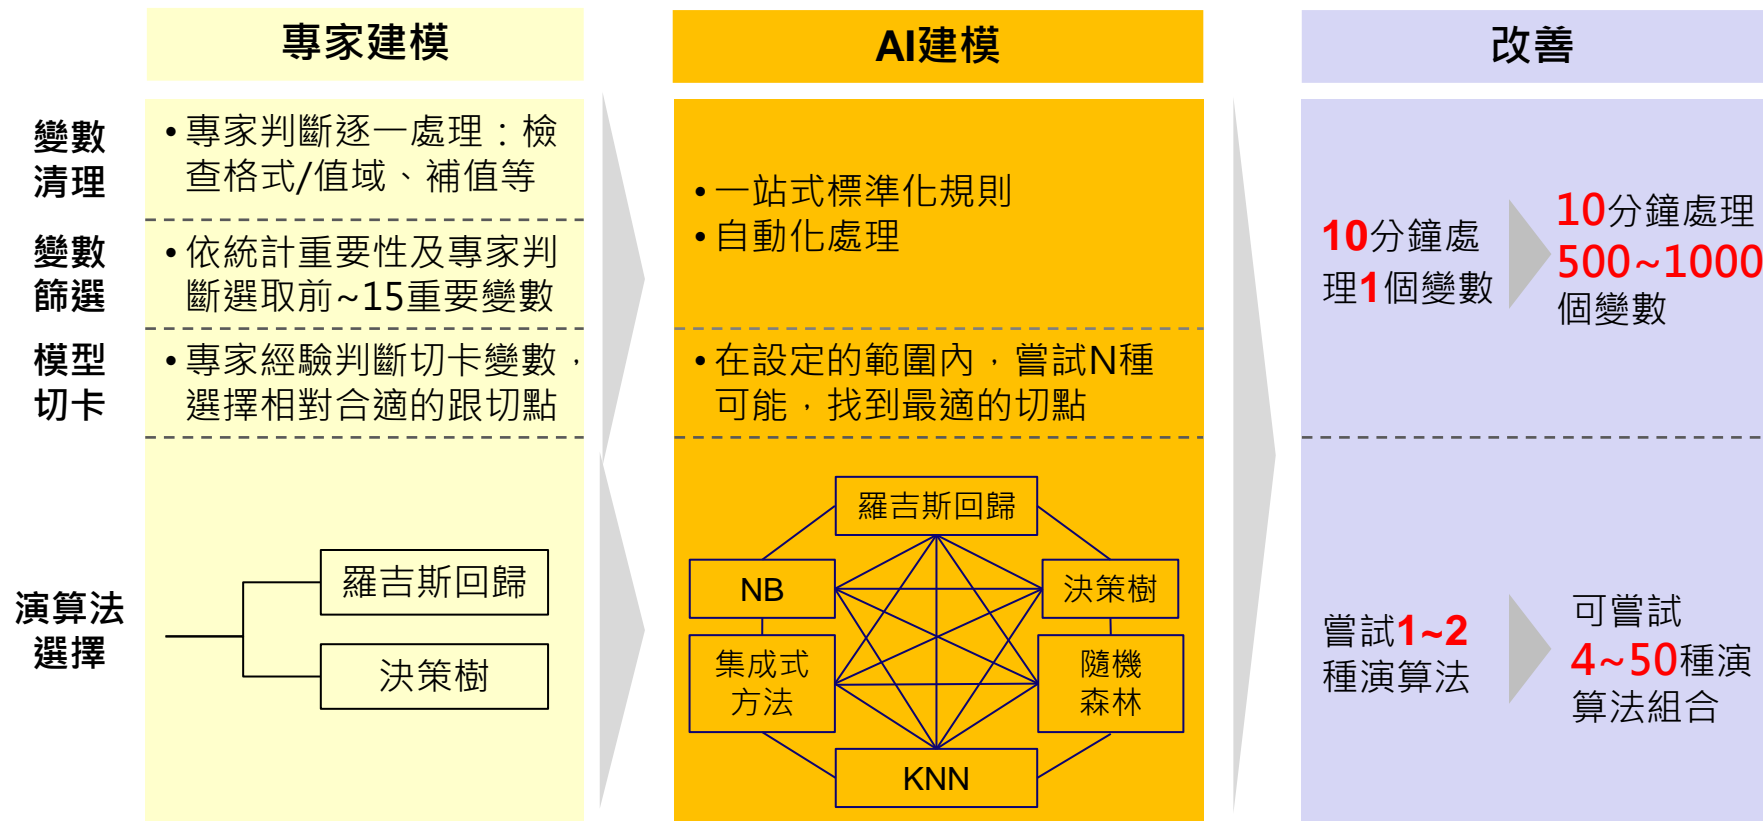 專家建模
AI建模
改善
變數
清理
•專家判斷逐一處理：檢
查格式/值域、補值等
變數
篩選
•依統計重要性及專家判
斷選取前~15重要變數
•一站式標準化規則
•自動化處理
10分鐘處
理1個變數
10分鐘處理
500~1000
個變數
模型
切卡
•專家經驗判斷切卡變數，
選擇相對合適的跟切點
•在設定的範圍內，嘗試N種
可能，找到最適的切點
演算法
選擇
羅吉斯回歸
決策樹
羅吉斯回歸
NB
決策樹
集成式
方法
隨機
森林
KNN
嘗試1~2
種演算法
可嘗試
4~50種演
算法組合